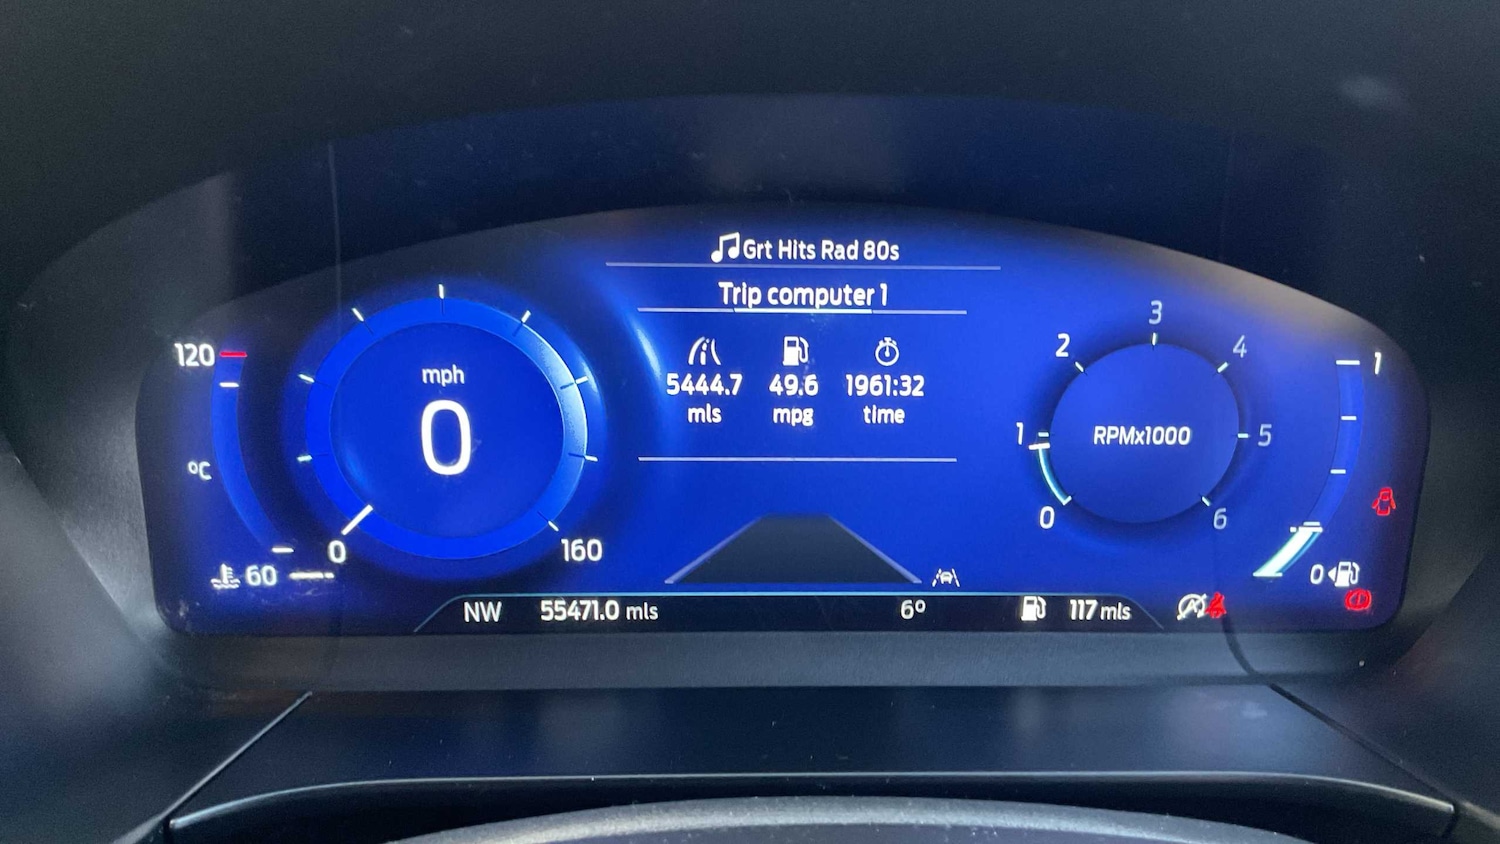 Grt Hits Rad 80s
Trip computer 1
5444.7 49.6 1961:32
mls mpg time
120
°C
60
mph
0
0 160
RPMx1000
0 1 2 3 4 5 6
1
0
NW 55471.0 mls 6° 117 mls